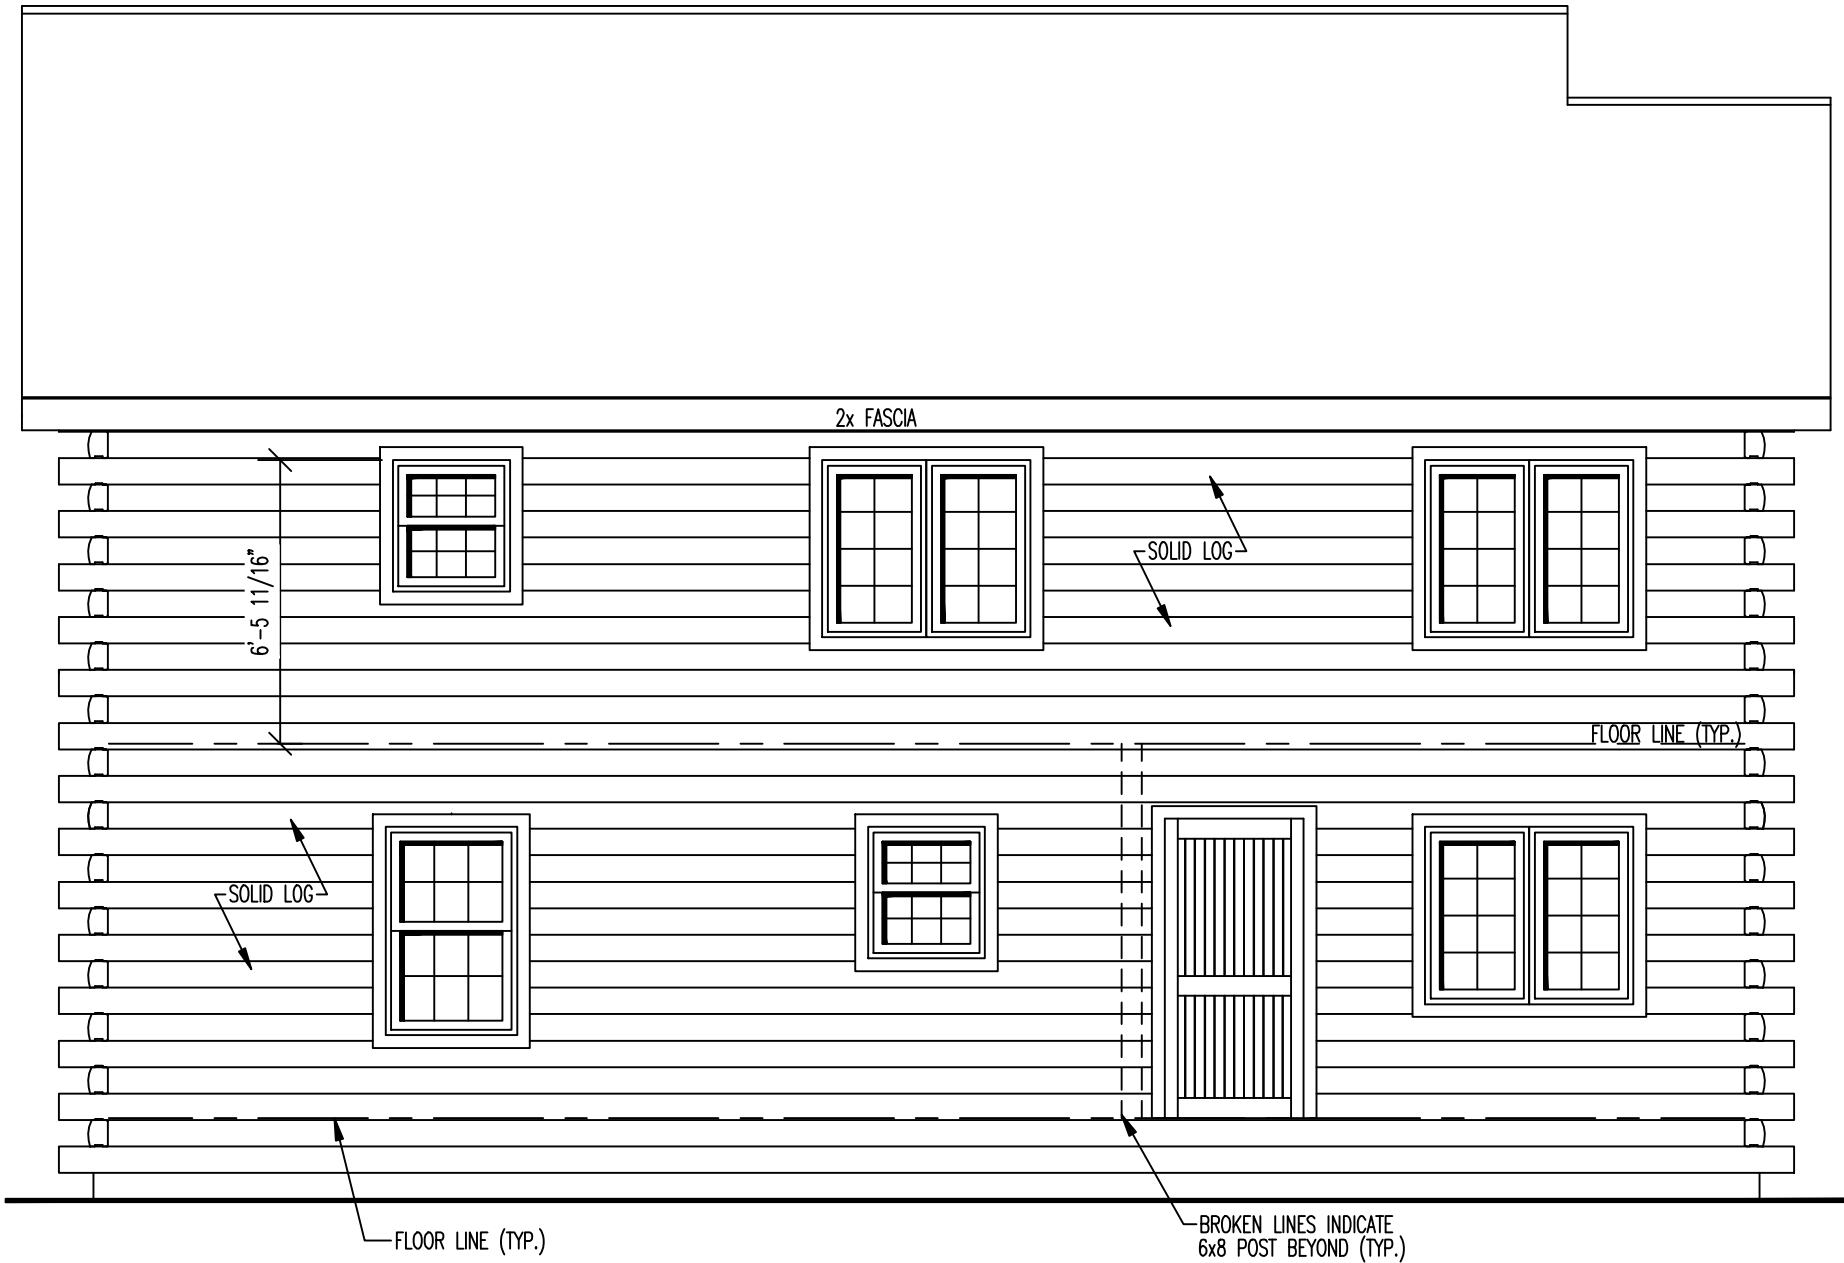 2x FASCIA
6'-5 11/16"
SOLID LOG
FLOOR LINE (TYP.)
SOLID LOG
FLOOR LINE (TYP.)
BROKEN LINES INDICATE
6x8 POST BEYOND (TYP.)